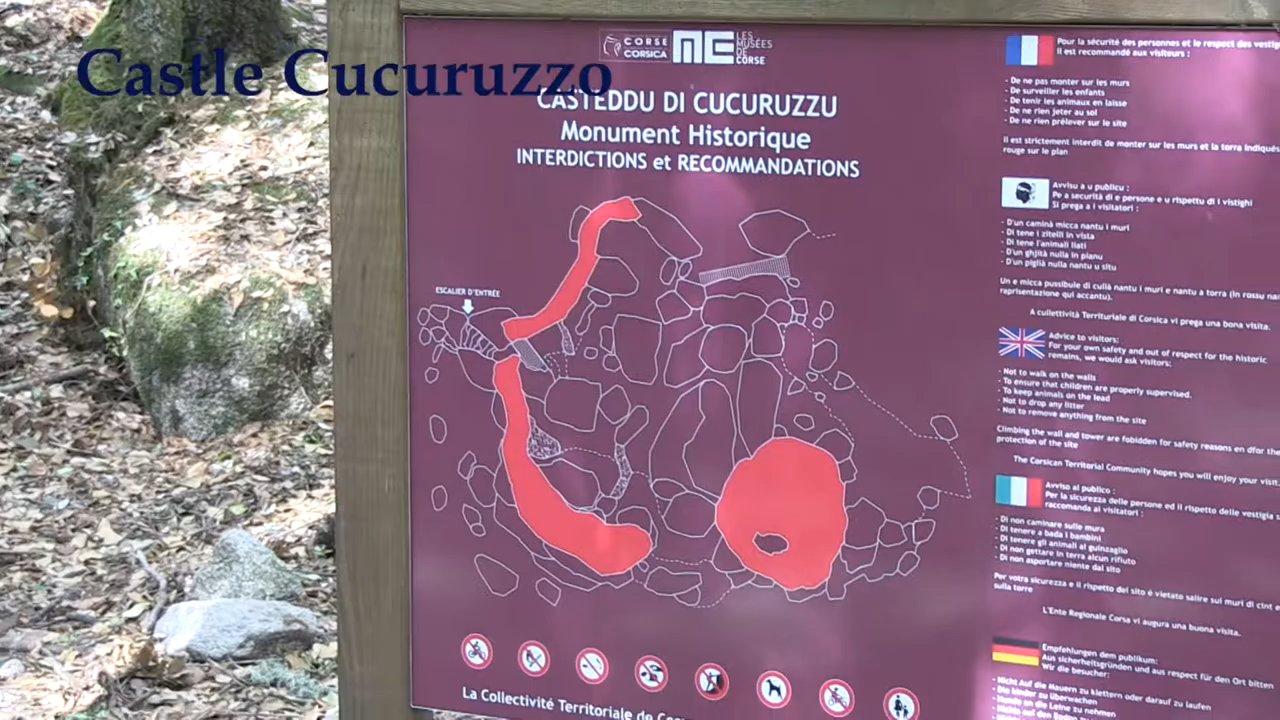 Castle Cucuruzzo
CORSE
CORSICA
LES
MUSÉES
DE
CORSE
CASTEDDU DI CUCURUZZU
Monument Historique
INTERDICTIONS et RECOMMANDATIONS
ESCALIER D'ENTRÉE
La Collectivité Territoriale de
Pour la sécurité des personnes et le respect des
il est recommandé aux visiteurs :
- De ne pas monter sur les murs
- De surveiller les enfants
- De tenir les animaux en laisse
- De ne rien jeter au sol
- De ne rien prélever sur le site
Il est strictement interdit de monter sur les murs et la torra indiqués
rouge sur le plan
Avvisu a u publicu :
Pe a securità di e persone e u rispettu di i vistighi
Si prega a i visitatori :
- D'un caminà micca nantu i muri
- Di tene i zitelli in vista
- Di tene l'animali liati
- D'un ghjità nulla in pianu
- D'un piglià nulla nantu u situ
Un e micca pussibule di cullà nantu i muri e nantu a torra (in rossu
raprisentazione qui accantu).
A cullettività Territuriale di Corsica vi prega una bona visita.
Advice to visitors:
For your own safety and out of respect for the historic
remains, we would ask visitors:
- Not to walk on the walls
- To ensure that children are properly supervised.
- To keep animals on the lead
- Not to drop any litter
- Not to remove anything from the site
Climbing the wall and tower are fobidden for safety reasons en dfor the
protection of the site
The Corsican Territorial Community hopes you will enjoy your visit.
Avviso al publico :
Per la sicurezza delle persone ed il rispetto delle vestigia
raccomanda ai visitatori :
- Di non caminare sulle mura
- Di tenere a bada i bambini
- Di tenere gli animali al guinzaglio
- Di non gettare in terra alcun rifiuto
- Di non asportare niente dal sito
Per votra sicurezza e il rispetto del sito é vietato salire sui muri di cint e
sulla torre
L'Ente Regionale Corsa vi augura una buona visita.
Empfehlungen dem publikum:
Aus sicherheitsgründen und aus respect für den Ort bitten
Wir die besucher:
- Nicht Auf die Mauern zu klettern oder darauf zu laufen
- Die kinder zu überwachen
- Hunde an die Leine zu nehmen